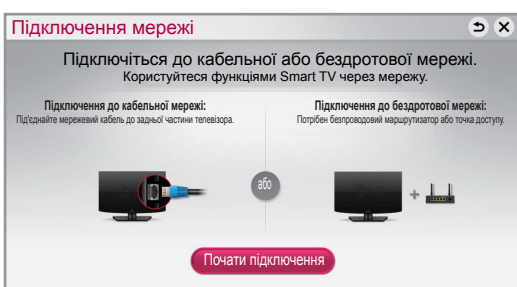 Підключення мережі
Підключіться до кабельної або бездротової мережі.
Користуйтеся функціями Smart TV через мережу.
Підключення до кабельної мережі:
Під'єднайте мережевий кабель до задньої частини телевізора.
або
Підключення до бездротової мережі:
Потрібен безпроводовий маршрутизатор або точка доступу.
Почати підключення